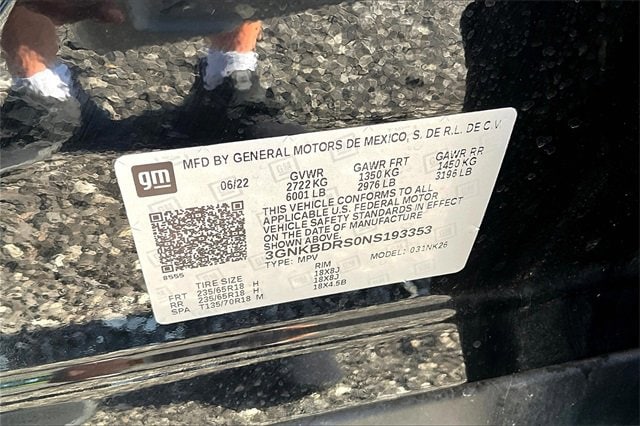 gm
MFD BY GENERAL MOTORS DE MEXICO, S. DE R.L. DE C.V.
06/22 GVWR GAWR FRT GAWR RR
2722 KG 1350 KG 1450 KG
6001 LB 2976 LB 3196 LB
THIS VEHICLE CONFORMS TO ALL
APPLICABLE U.S. FEDERAL MOTOR
VEHICLE SAFETY STANDARDS IN EFFECT
ON THE DATE OF MANUFACTURE
SHOWN ABOVE.
3GNKBDRS0NS193353
TYPE: MPV MODEL: 031NK26
8555
TIRE SIZE RIM
FRT 235/65R18 H 18X8J
RR 235/65R18 H 18X8J
SPA T135/70R18 M 18X4.5B